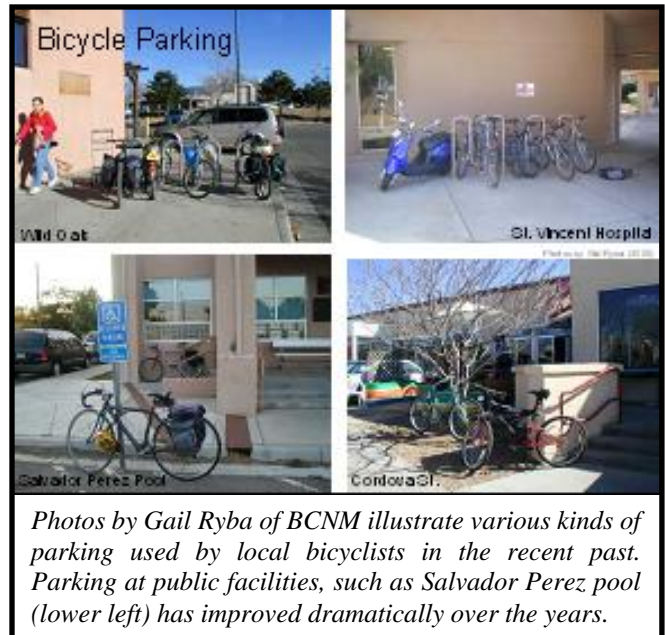 Bicycle Parking
Wild Oats
St. Vincent Hospital
Salvador Perez Pool
Cordova St.
Photos by Gail Ryba of BCNM illustrate various kinds of
parking used by local bicyclists in the recent past.
Parking at public facilities, such as Salvador Perez pool
(lower left) has improved dramatically over the years.